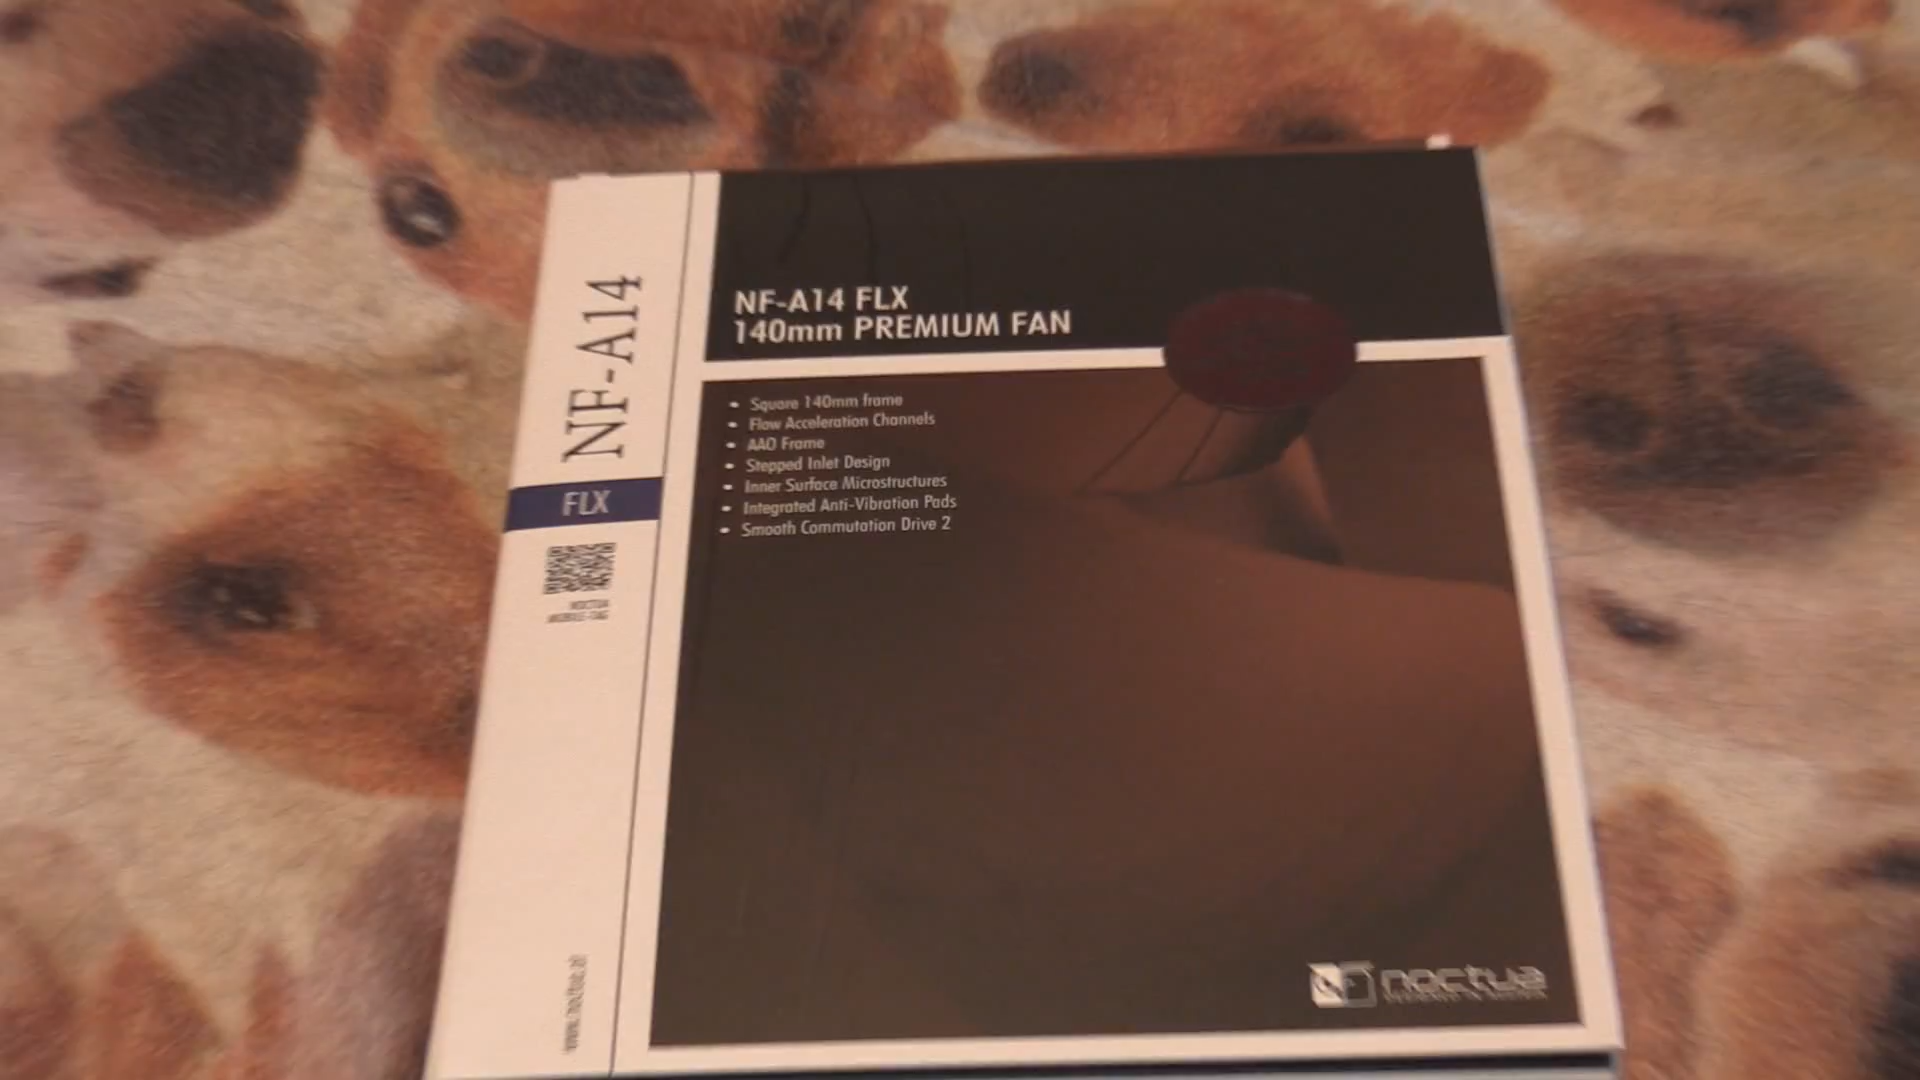 NF-A14
FLX
NF-A14 FLX
140mm PREMIUM FAN
• Square 140mm frame
• Flow Acceleration Channels
• AAO Frame
• Stepped Inlet Design
• Inner Surface Microstructures
• Integrated Anti-Vibration Pads
• Smooth Commutation Drive 2
noctua